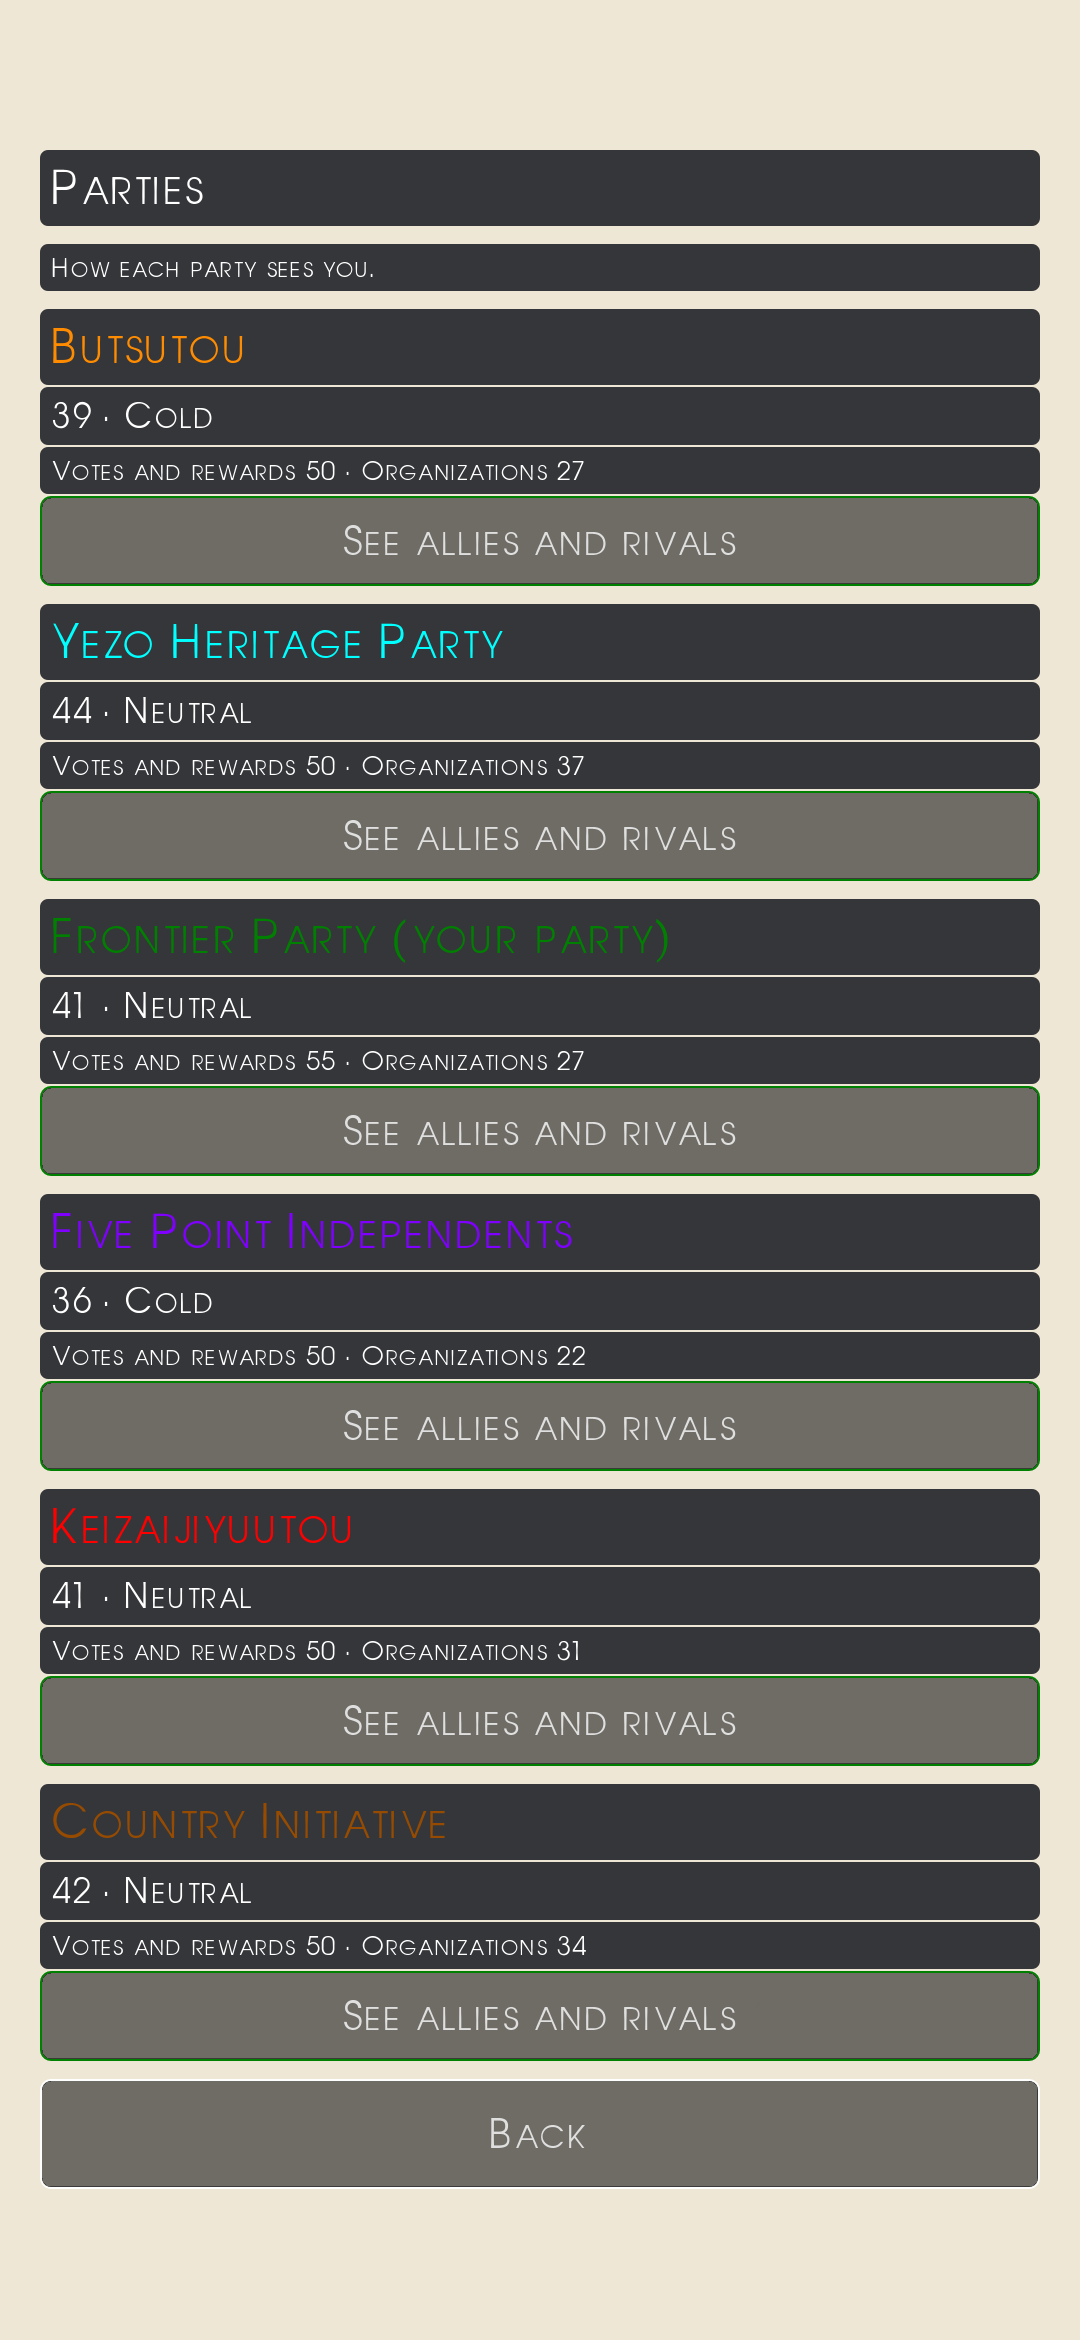 Parties
How each party sees you.
Butsutou
39 · Cold
Votes and rewards 50 · Organizations 27
See allies and rivals
Yezo Heritage Party
44 · Neutral
Votes and rewards 50 · Organizations 37
See allies and rivals
Frontier Party (your party)
41 · Neutral
Votes and rewards 55 · Organizations 27
See allies and rivals
Five Point Independents
36 · Cold
Votes and rewards 50 · Organizations 22
See allies and rivals
Keizaijiyuutou
41 · Neutral
Votes and rewards 50 · Organizations 31
See allies and rivals
Country Initiative
42 · Neutral
Votes and rewards 50 · Organizations 34
See allies and rivals
Back